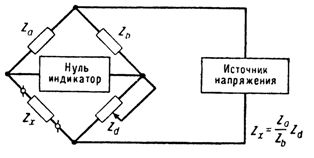 Z_a
Z_b
Нуль
индикатор
Источник
напряжения
Z_x
Z_d
Z_x = Z_a/Z_b Z_d